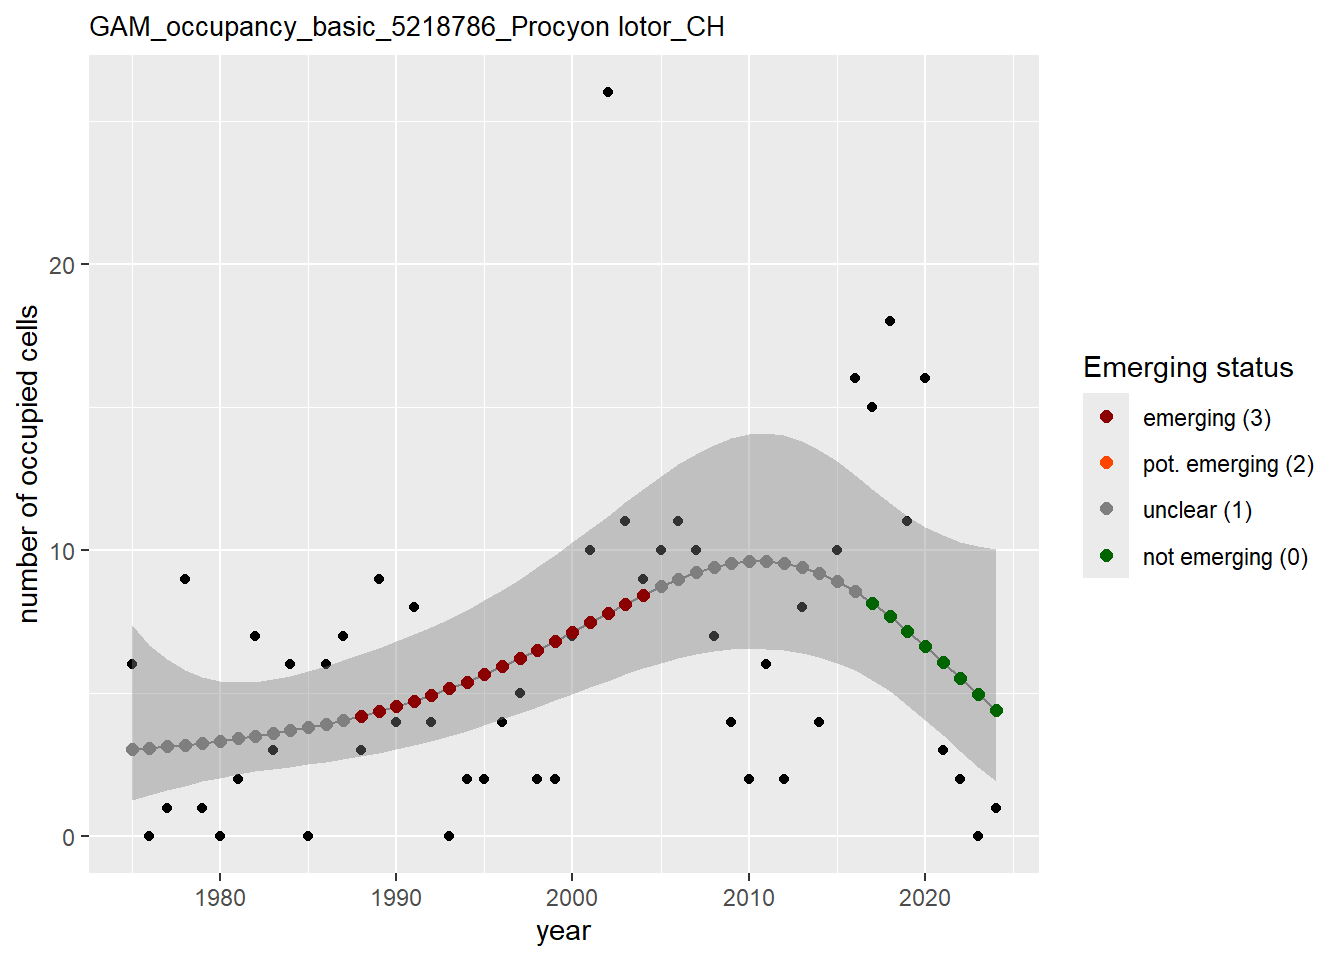 GAM_occupancy_basic_5218786_Procyon lotor_CH
number of occupied cells
20
10
0
1980
1990
2000
2010
2020
year
Emerging status
emerging (3)
pot. emerging (2)
unclear (1)
not emerging (0)